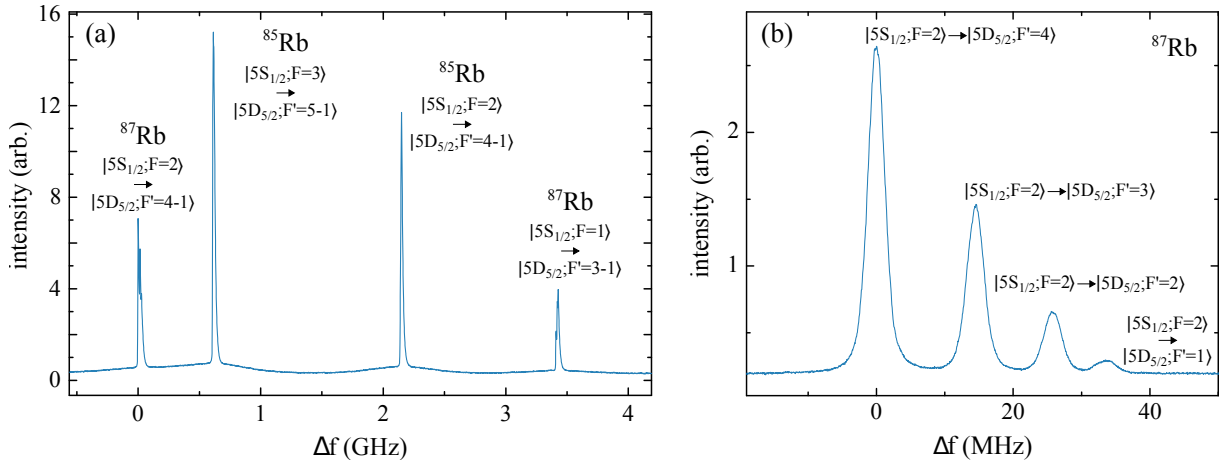 (a)
16
12
8
4
0
intensity (arb.)
0
1
2
3
4
Δf (GHz)
⁸⁷Rb
|5S₁/₂;F=2⟩
→
|5D₅/₂;F'=4-1⟩
⁸⁵Rb
|5S₁/₂;F=3⟩
→
|5D₅/₂;F'=5-1⟩
⁸⁵Rb
|5S₁/₂;F=2⟩
→
|5D₅/₂;F'=4-1⟩
⁸⁷Rb
|5S₁/₂;F=1⟩
→
|5D₅/₂;F'=3-1⟩
(b)
⁸⁷Rb
2
1
intensity (arb.)
0
20
40
Δf (MHz)
|5S₁/₂;F=2⟩→|5D₅/₂;F'=4⟩
|5S₁/₂;F=2⟩→|5D₅/₂;F'=3⟩
|5S₁/₂;F=2⟩→|5D₅/₂;F'=2⟩
|5S₁/₂;F=2⟩
→
|5D₅/₂;F'=1⟩